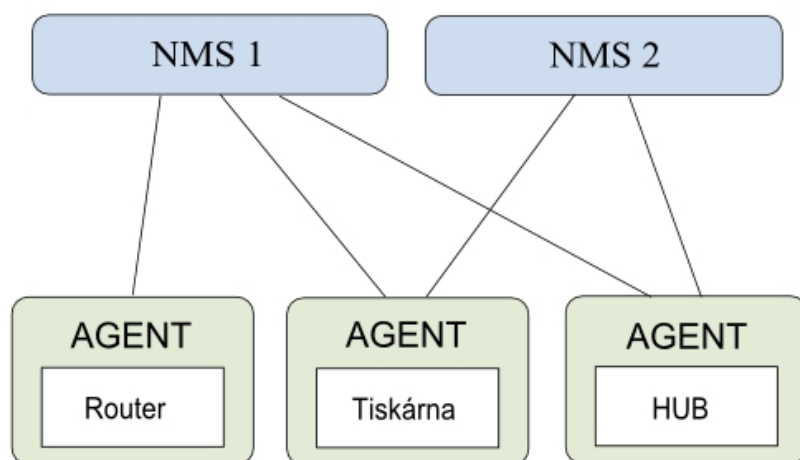 NMS 1
NMS 2
AGENT
AGENT
AGENT
Router
Tiskárna
HUB